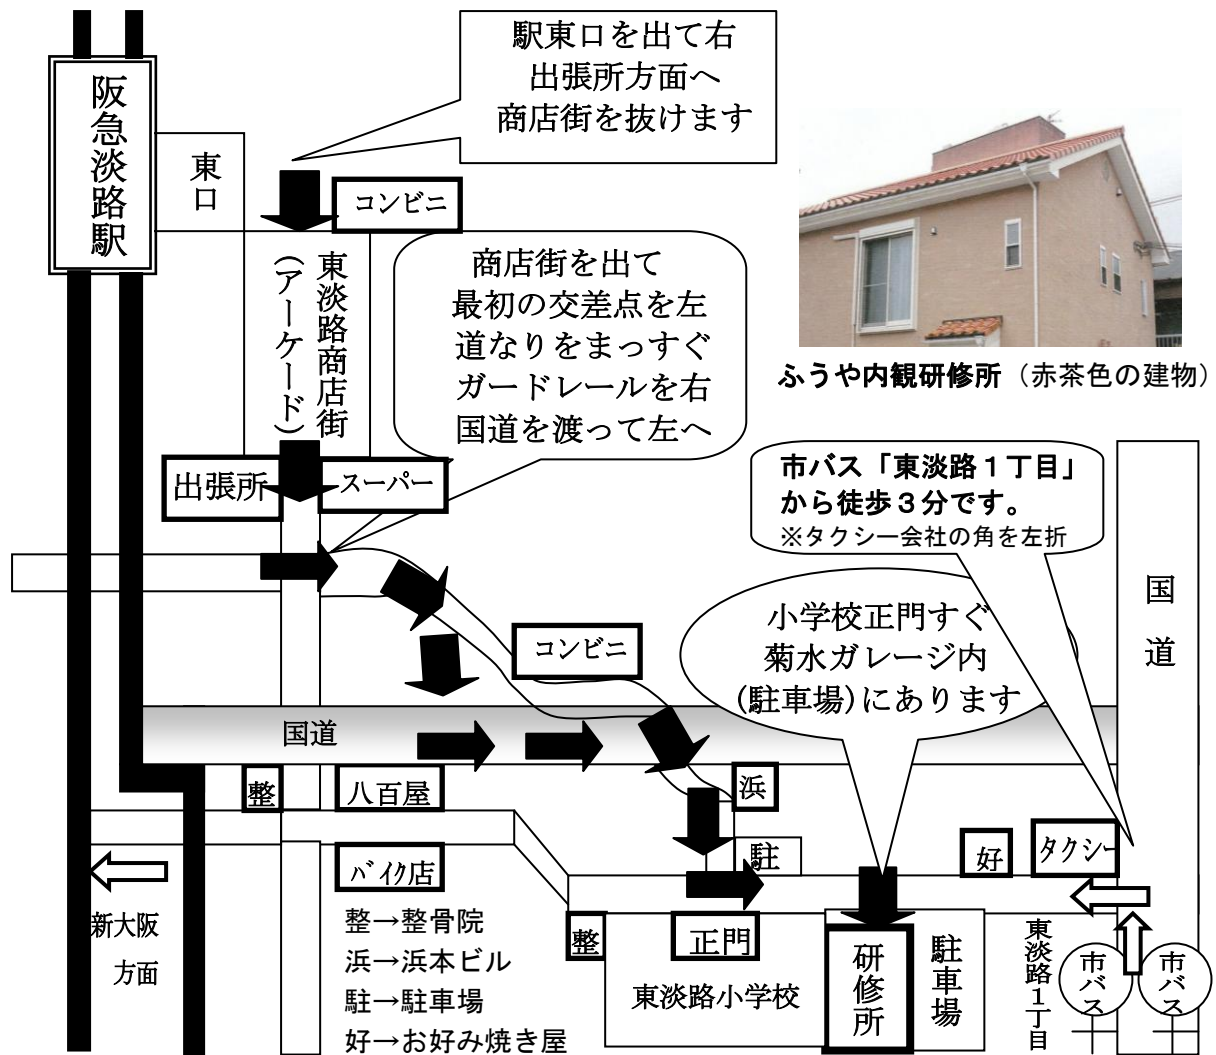 駅東口を出て右
出張所方面へ
商店街を抜けます
阪急淡路駅
東口
コンビニ
東淡路商店街
(アーケード)
商店街を出て
最初の交差点を左
道なりをまっすぐ
ガードレールを右
国道を渡って左へ
ふうや内観研修所（赤茶色の建物）
出張所
スーパー
市バス「東淡路１丁目」
から徒歩３分です。
※タクシー会社の角を左折
国道
小学校正門すぐ
菊水ガレージ内
(駐車場)にあります
コンビニ
国道
整
八百屋
浜
バイク店
駐
好
タクシー
新大阪
方面
整→整骨院
浜→浜本ビル
駐→駐車場
好→お好み焼き屋
整
正門
東淡路小学校
研修所
駐車場
東淡路１丁目
市バス
市バス